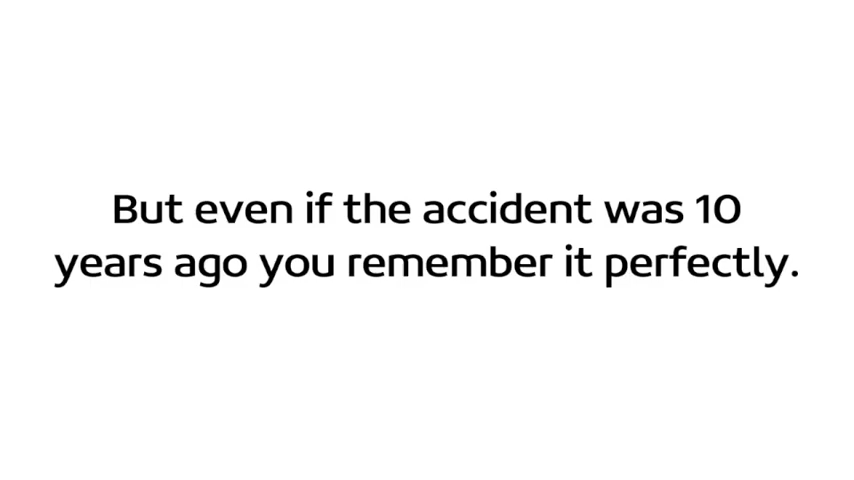 But even if the accident was 10
years ago you remember it perfectly.